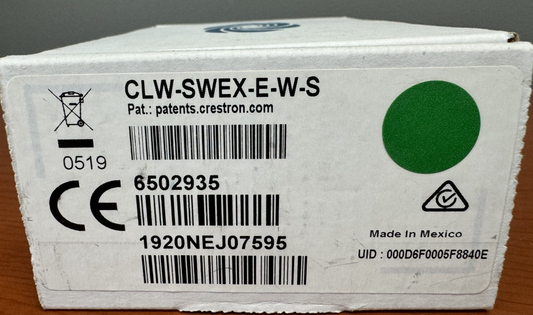 CLW-SWEX-E-W-S
Pat.: patents.crestron.com
0519
6502935
CE
1920NEJ07595
Made In Mexico
UID : 000D6F0005F8840E